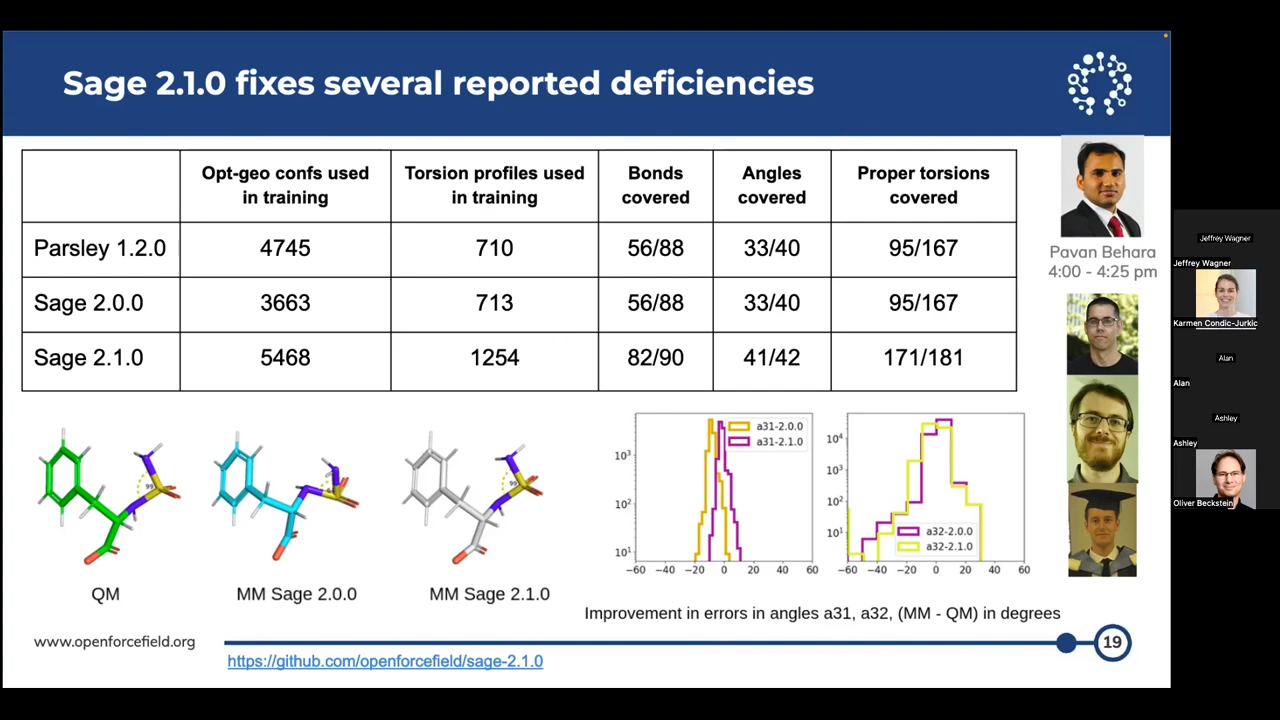 Sage 2.1.0 fixes several reported deficiencies
Opt-geo confs used in training
Torsion profiles used in training
Bonds covered
Angles covered
Proper torsions covered
Parsley 1.2.0 4745 710 56/88 33/40 95/167
Sage 2.0.0 3663 713 56/88 33/40 95/167
Sage 2.1.0 5468 1254 82/90 41/42 171/181
Pavan Behara
4:00 - 4:25 pm
99
99
QM
MM Sage 2.0.0
MM Sage 2.1.0
a31-2.0.0
a31-2.1.0
10³
10²
10¹
−60 −40 −20 0 20 40 60
a32-2.0.0
a32-2.1.0
10⁴
10³
10²
10¹
−60 −40 −20 0 20 40 60
Improvement in errors in angles a31, a32, (MM - QM) in degrees
www.openforcefield.org
19
https://github.com/openforcefield/sage-2.1.0
Jeffrey Wagner
Jeffrey Wagner
Karmen Condic-Jurkic
Alan
Alan
Ashley
Ashley
Oliver Beckstein